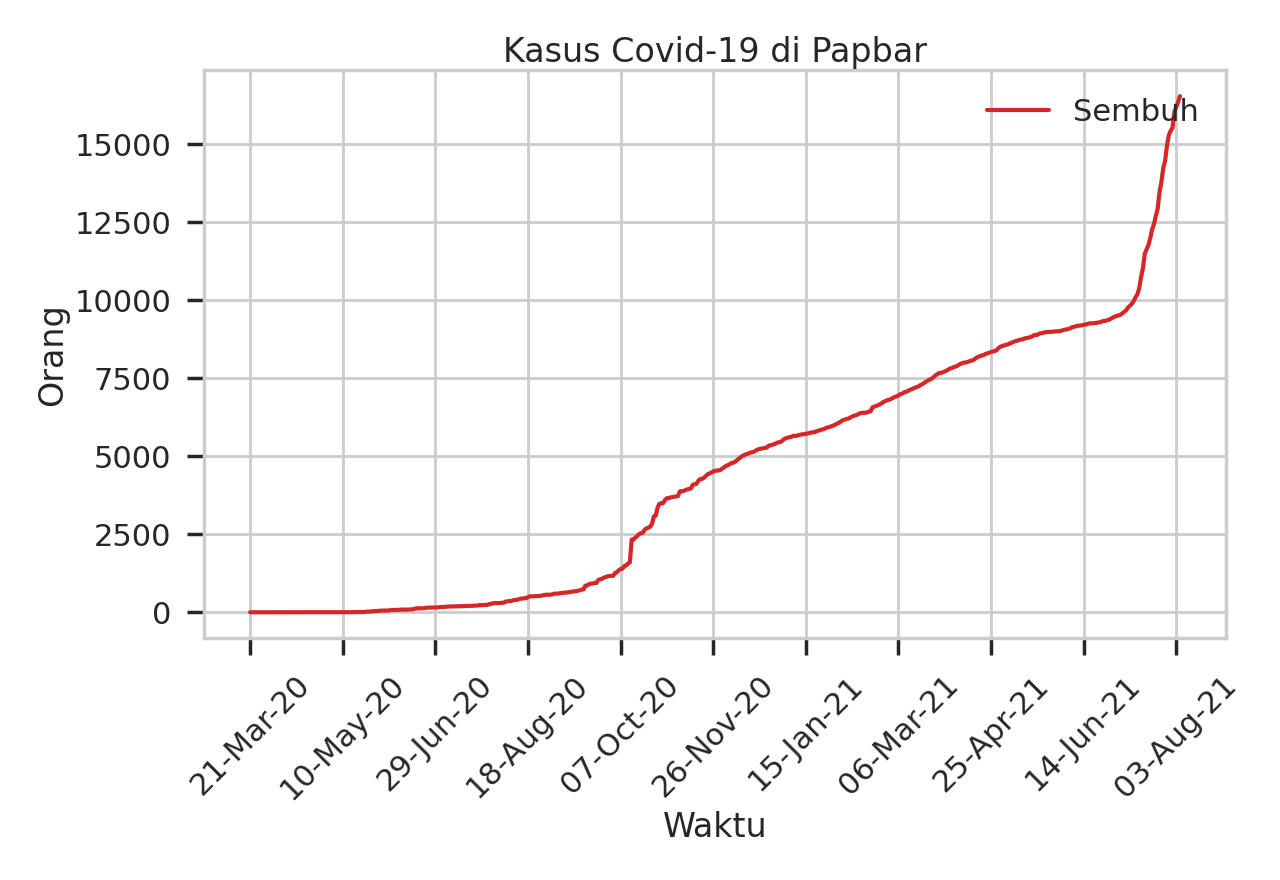 Kasus Covid-19 di Papbar
Sembuh
Orang
15000
12500
10000
7500
5000
2500
0
21-Mar-20
10-May-20
29-Jun-20
18-Aug-20
07-Oct-20
26-Nov-20
15-Jan-21
06-Mar-21
25-Apr-21
14-Jun-21
03-Aug-21
Waktu